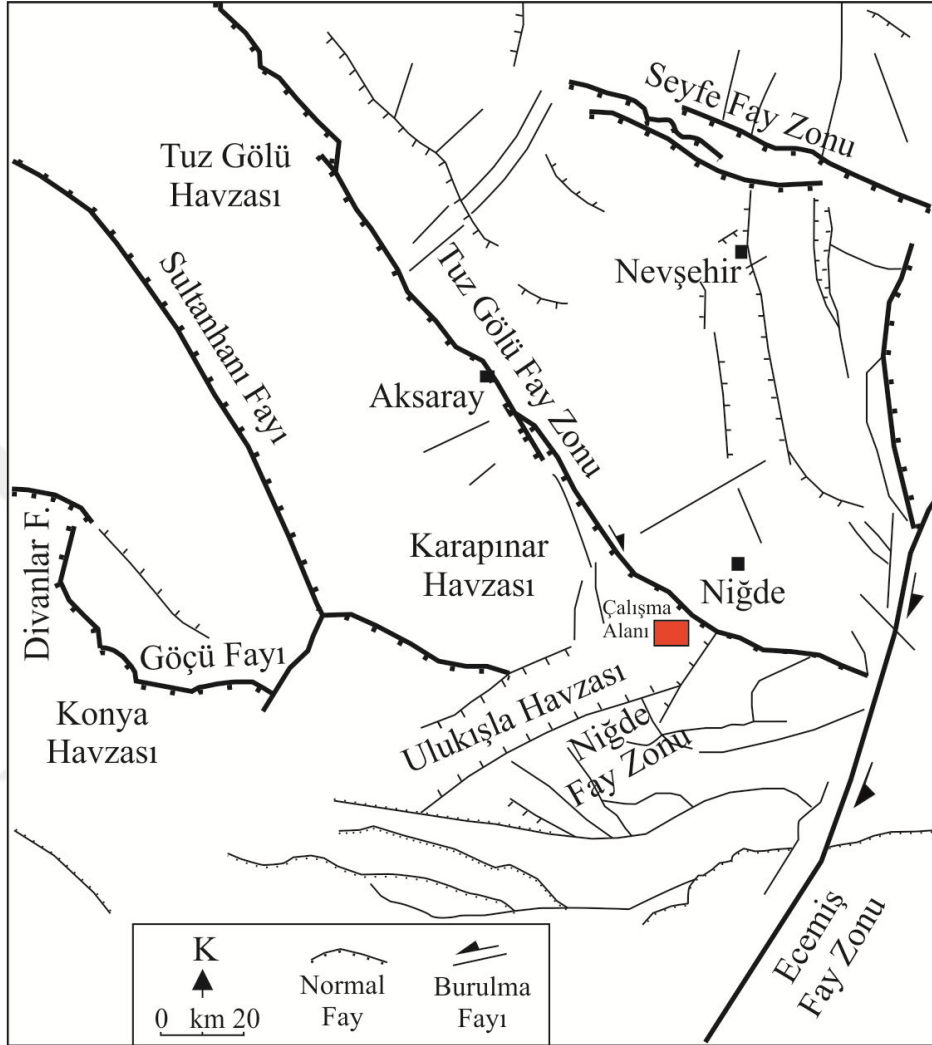 Seyfe Fay Zonu
Tuz Gölü
Havzası
Nevşehir
Sultanhanı Fayı
Tuz Gölü Fay Zonu
Aksaray
Divanlar F.
Karapınar
Havzası
Niğde
Çalışma
Alanı
Göçü Fayı
Konya
Havzası
Ulukışla Havzası
Niğde
Fay Zonu
Ecemiş
Fay Zonu
K
0 km 20
Normal
Fay
Burulma
Fayı